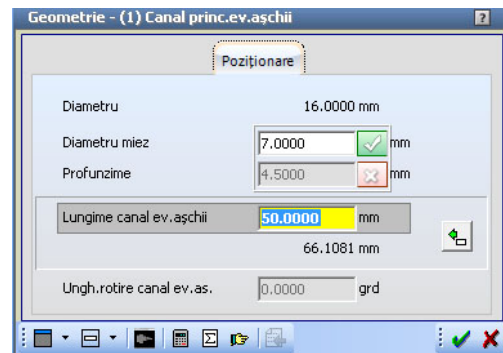 Geometrie - (1) Canal princ.ev.aşchii ?
Poziţionare
Diametru 16.0000 mm
Diametru miez 7.0000 mm
Profunzime 4.5000 mm
Lungime canal ev.aşchii 50.0000 mm
66.1081 mm
Ungh.rotire canal ev.as. 0.0000 grd
Σ